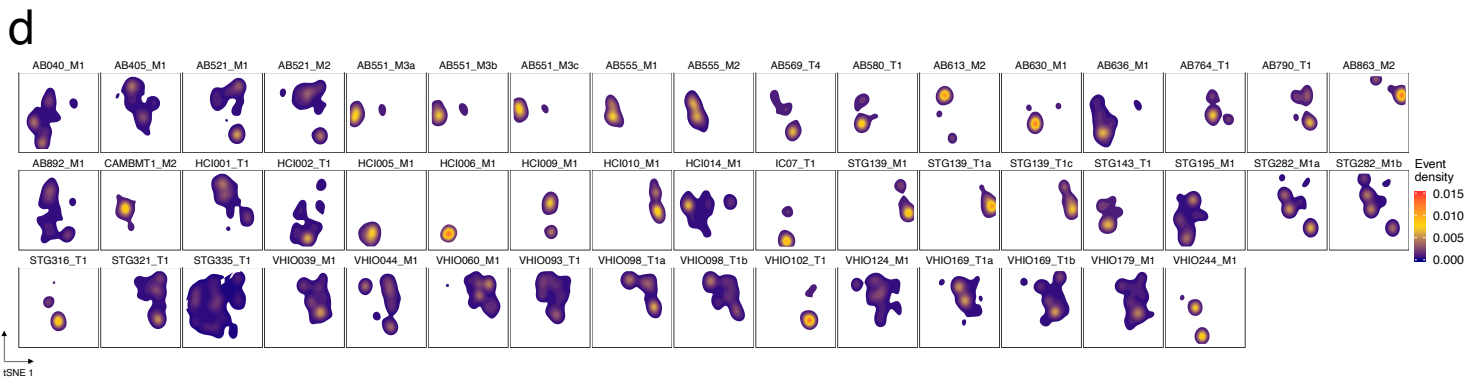 d
AB040_M1 AB405_M1 AB521_M1 AB521_M2 AB551_M3a AB551_M3b AB551_M3c AB555_M1 AB555_M2 AB569_T4 AB580_T1 AB613_M2 AB630_M1 AB636_M1 AB764_T1 AB790_T1 AB863_M2
AB892_M1 CAMBMT1_M2 HCI001_T1 HCI002_T1 HCI005_M1 HCI006_M1 HCI009_M1 HCI010_M1 HCI014_M1 IC07_T1 STG139_M1 STG139_T1a STG139_T1c STG143_T1 STG195_M1 STG282_M1a STG282_M1b
Event
density
0.015
0.010
0.005
0.000
STG316_T1 STG321_T1 STG335_T1 VHIO039_M1 VHIO044_M1 VHIO060_M1 VHIO093_T1 VHIO098_T1a VHIO098_T1b VHIO102_T1 VHIO124_M1 VHIO169_T1a VHIO169_T1b VHIO179_M1 VHIO244_M1
tSNE 1